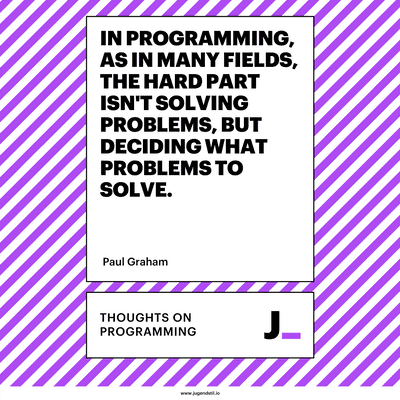 IN PROGRAMMING,
AS IN MANY FIELDS,
THE HARD PART
ISN'T SOLVING
PROBLEMS, BUT
DECIDING WHAT
PROBLEMS TO
SOLVE.
Paul Graham
THOUGHTS ON
PROGRAMMING
J_
www.jugendstil.io